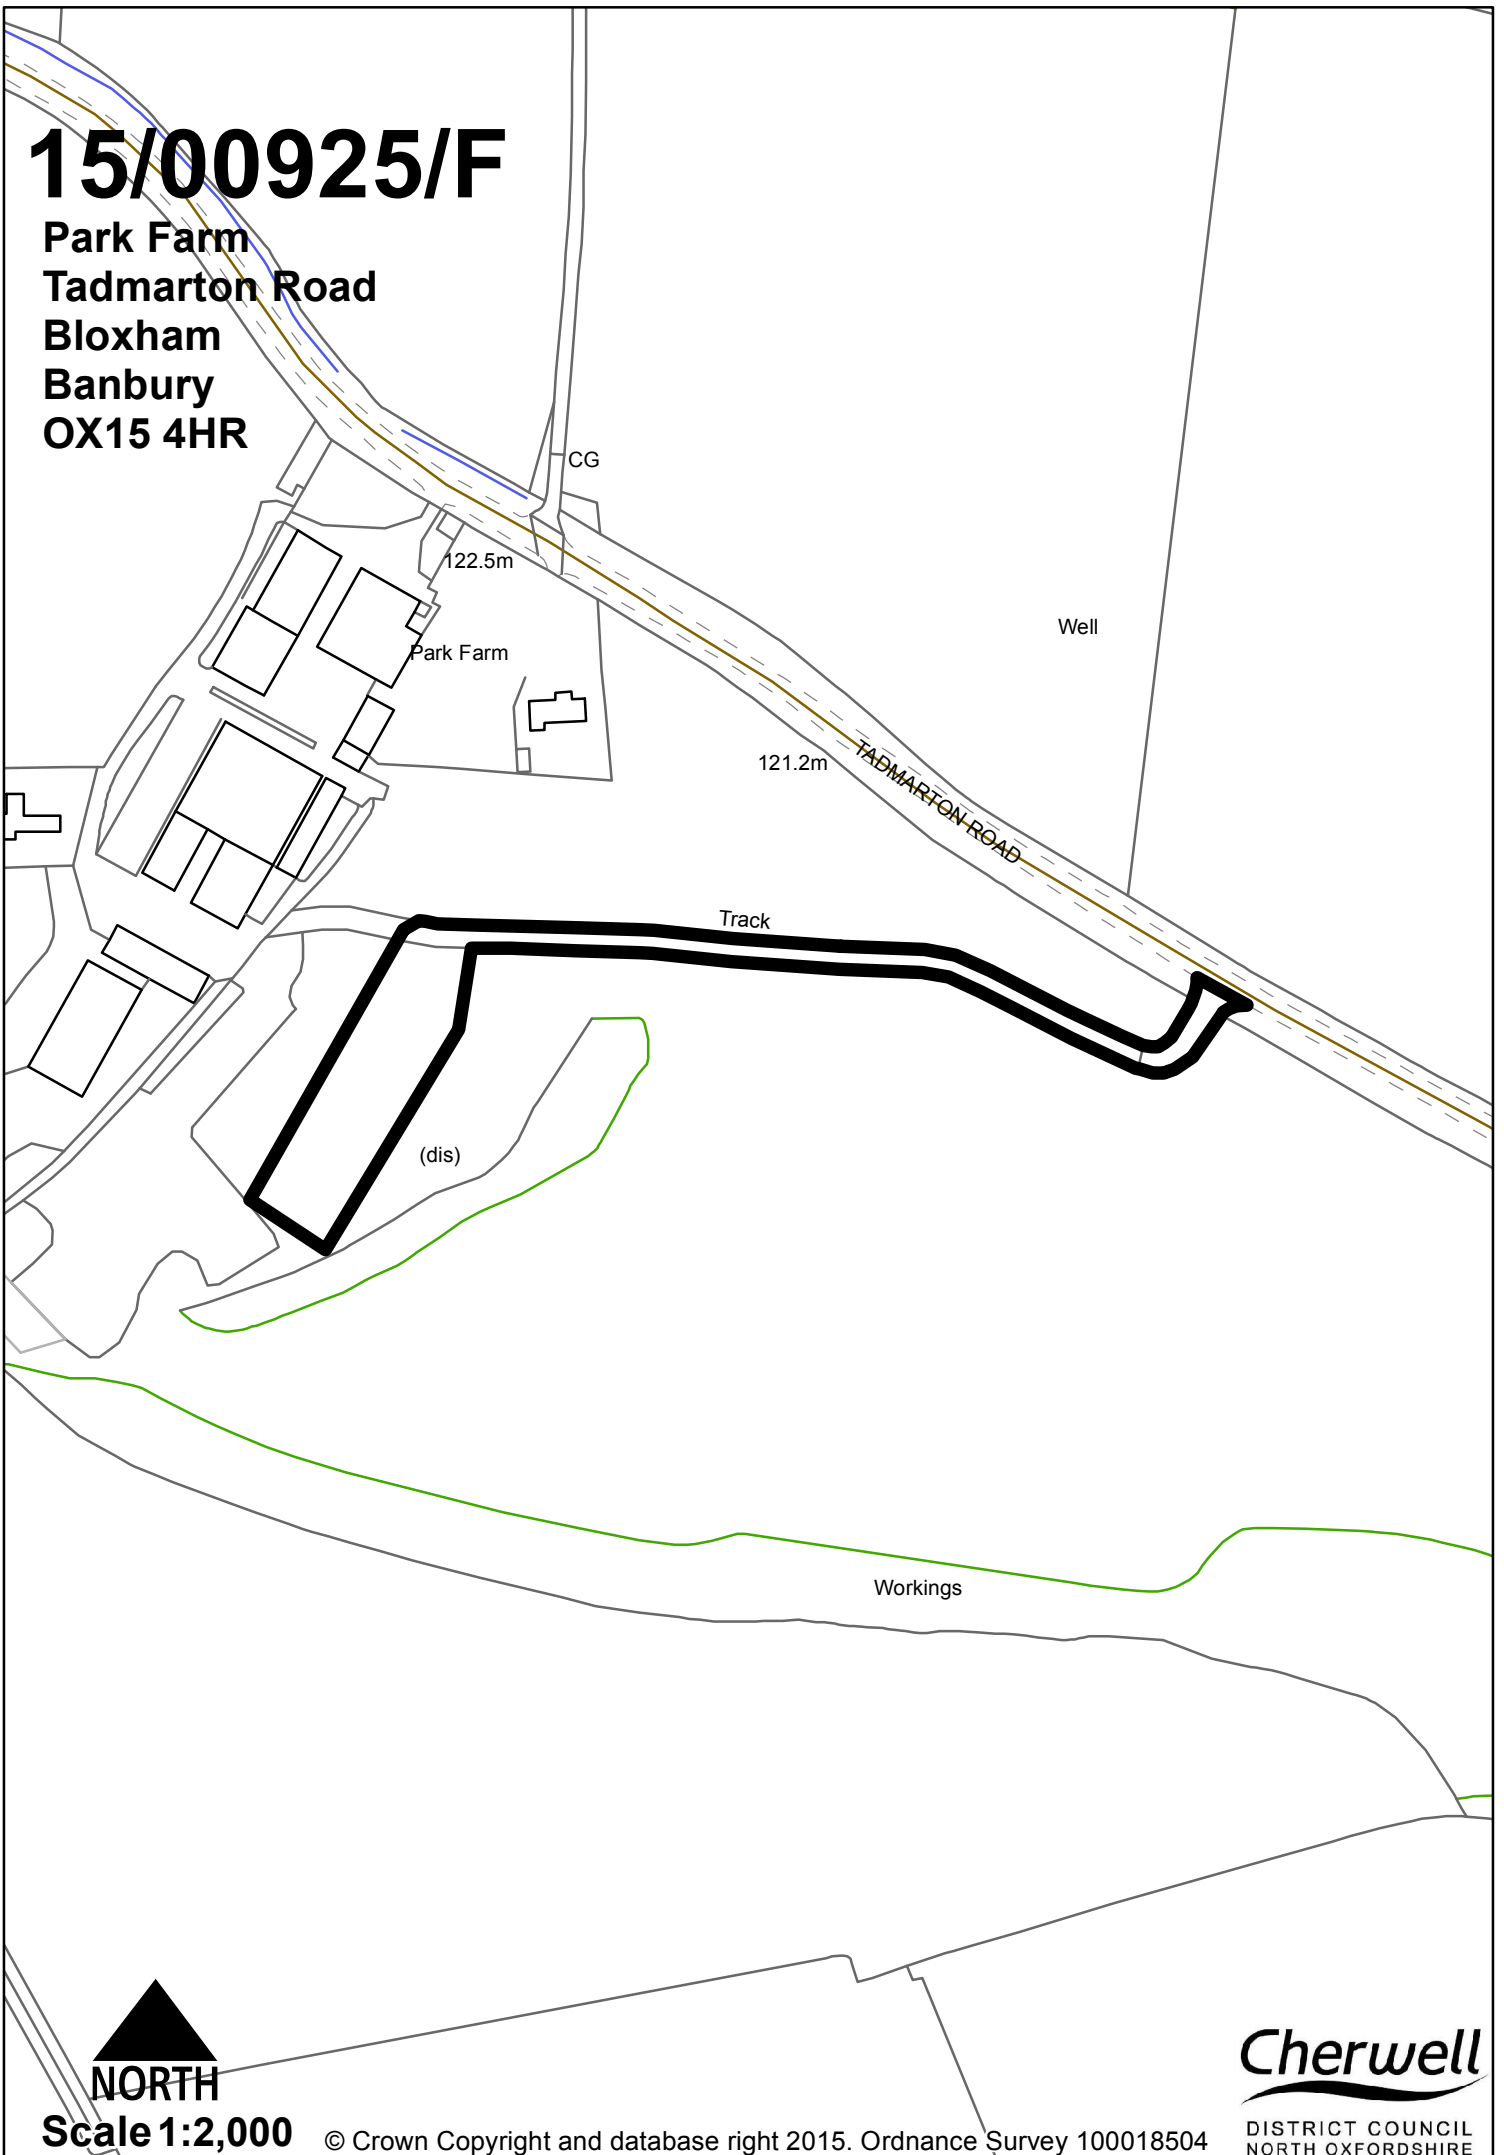 15/00925/F
Park Farm
Tadmarton Road
Bloxham
Banbury
OX15 4HR
CG
122.5m
Well
Park Farm
121.2m
TADMARTON ROAD
Track
(dis)
Workings
NORTH
Scale 1:2,000
© Crown Copyright and database right 2015. Ordnance Survey 100018504
Cherwell
DISTRICT COUNCIL
NORTH OXFORDSHIRE